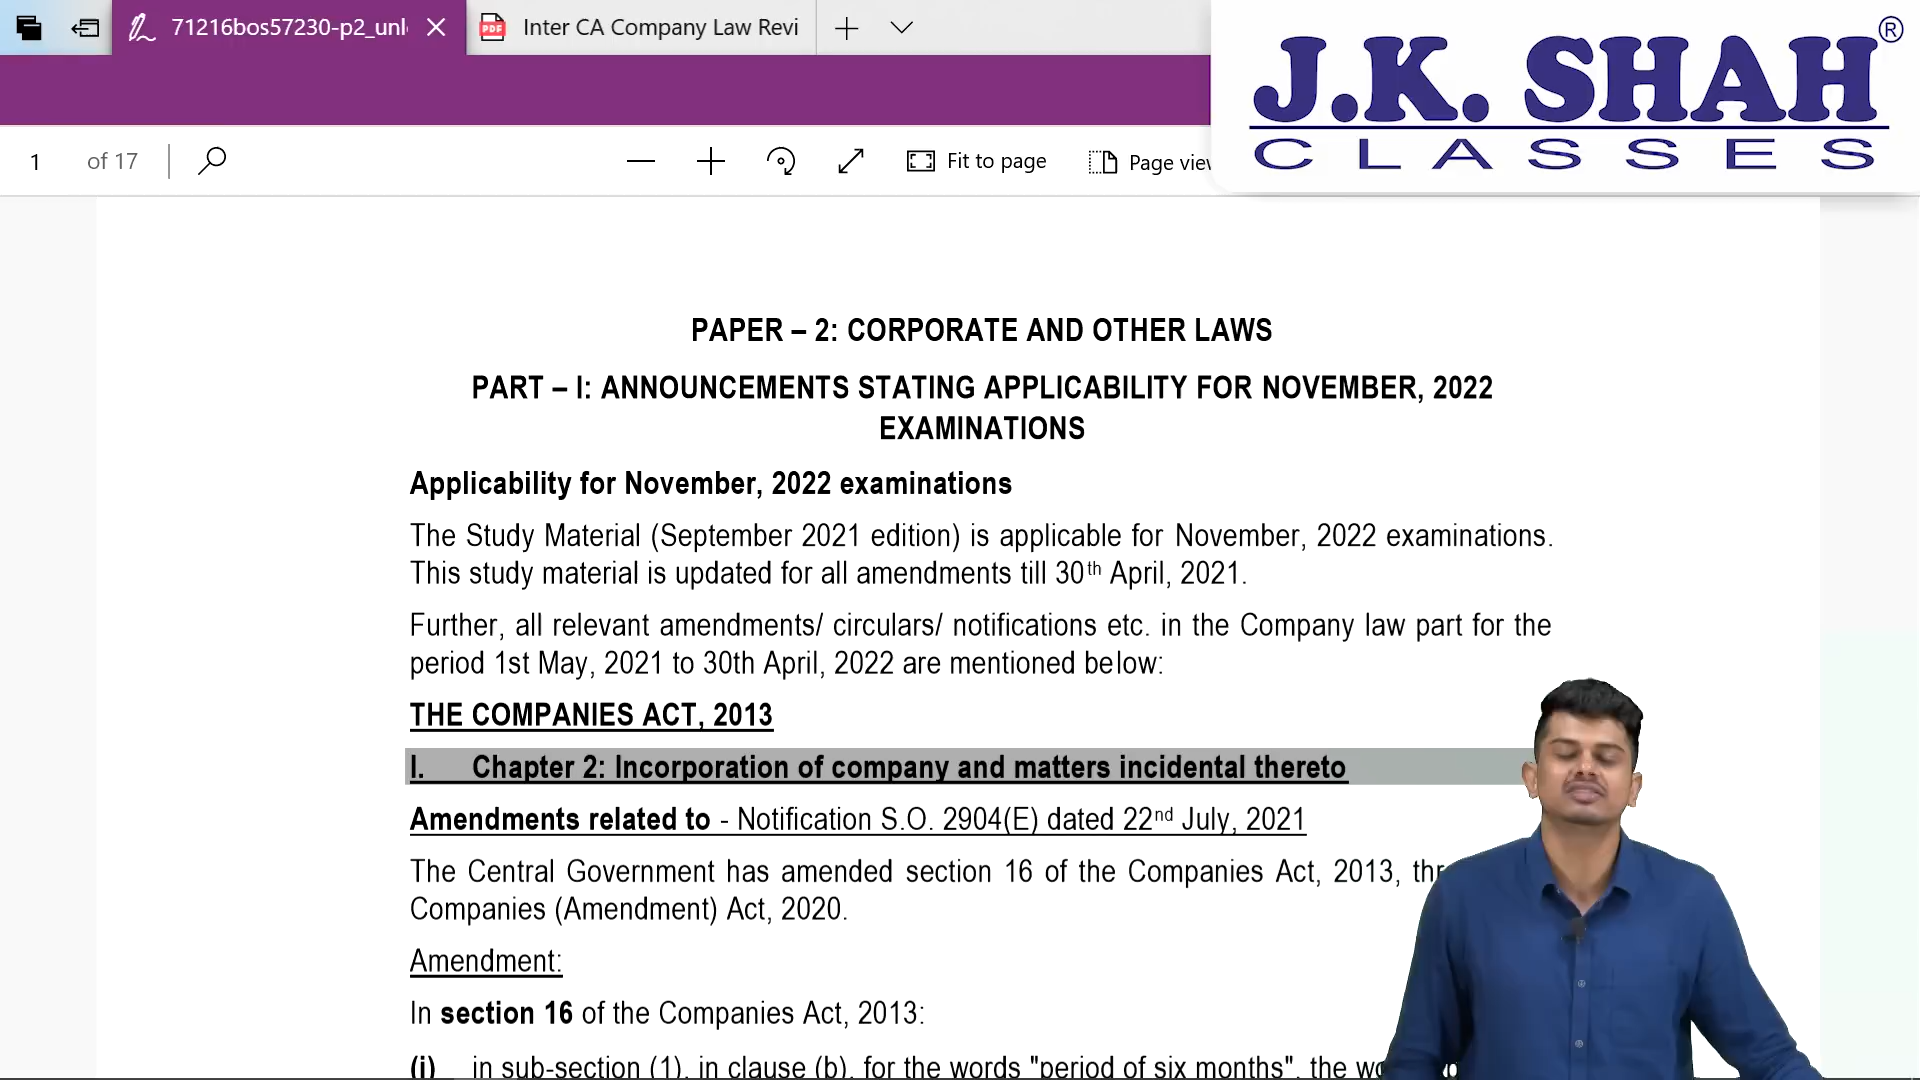 71216bos57230-p2_unl
Inter CA Company Law Revi
J.K. SHAH®
CLASSES
1 of 17
Fit to page
Page view
PAPER – 2: CORPORATE AND OTHER LAWS
PART – I: ANNOUNCEMENTS STATING APPLICABILITY FOR NOVEMBER, 2022
EXAMINATIONS
Applicability for November, 2022 examinations
The Study Material (September 2021 edition) is applicable for November, 2022 examinations.
This study material is updated for all amendments till 30th April, 2021.
Further, all relevant amendments/ circulars/ notifications etc. in the Company law part for the
period 1st May, 2021 to 30th April, 2022 are mentioned below:
THE COMPANIES ACT, 2013
I. Chapter 2: Incorporation of company and matters incidental thereto
Amendments related to - Notification S.O. 2904(E) dated 22nd July, 2021
The Central Government has amended section 16 of the Companies Act, 2013,
Companies (Amendment) Act, 2020.
Amendment:
In section 16 of the Companies Act, 2013:
(i) in sub-section (1), in clause (b), for the words "period of six months", the